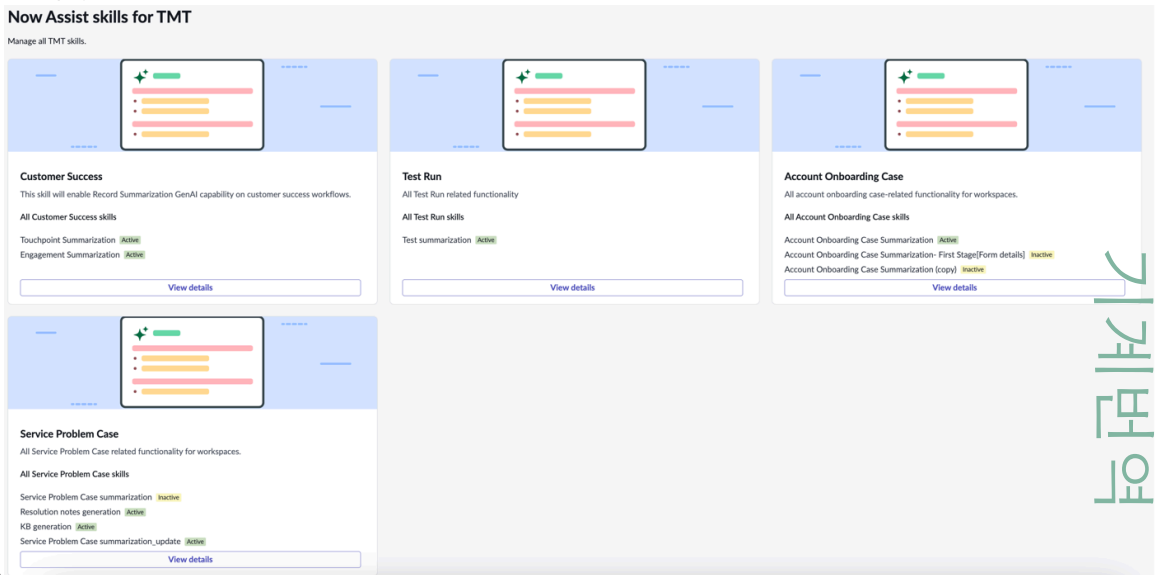 Now Assist skills for TMT
Manage all TMT skills.
Customer Success
This skill will enable Record Summarization GenAI capability on customer success workflows.
All Customer Success skills
Touchpoint Summarization Active
Engagement Summarization Active
View details
Test Run
All Test Run related functionality
All Test Run skills
Test summarization Active
View details
Account Onboarding Case
All account onboarding case-related functionality for workspaces.
All Account Onboarding Case skills
Account Onboarding Case Summarization Active
Account Onboarding Case Summarization- First Stage[Form details] Inactive
Account Onboarding Case Summarization (copy) Inactive
View details
Service Problem Case
All Service Problem Case related functionality for workspaces.
All Service Problem Case skills
Service Problem Case summarization Inactive
Resolution notes generation Active
KB generation Active
Service Problem Case summarization_update Active
View details
기계번역